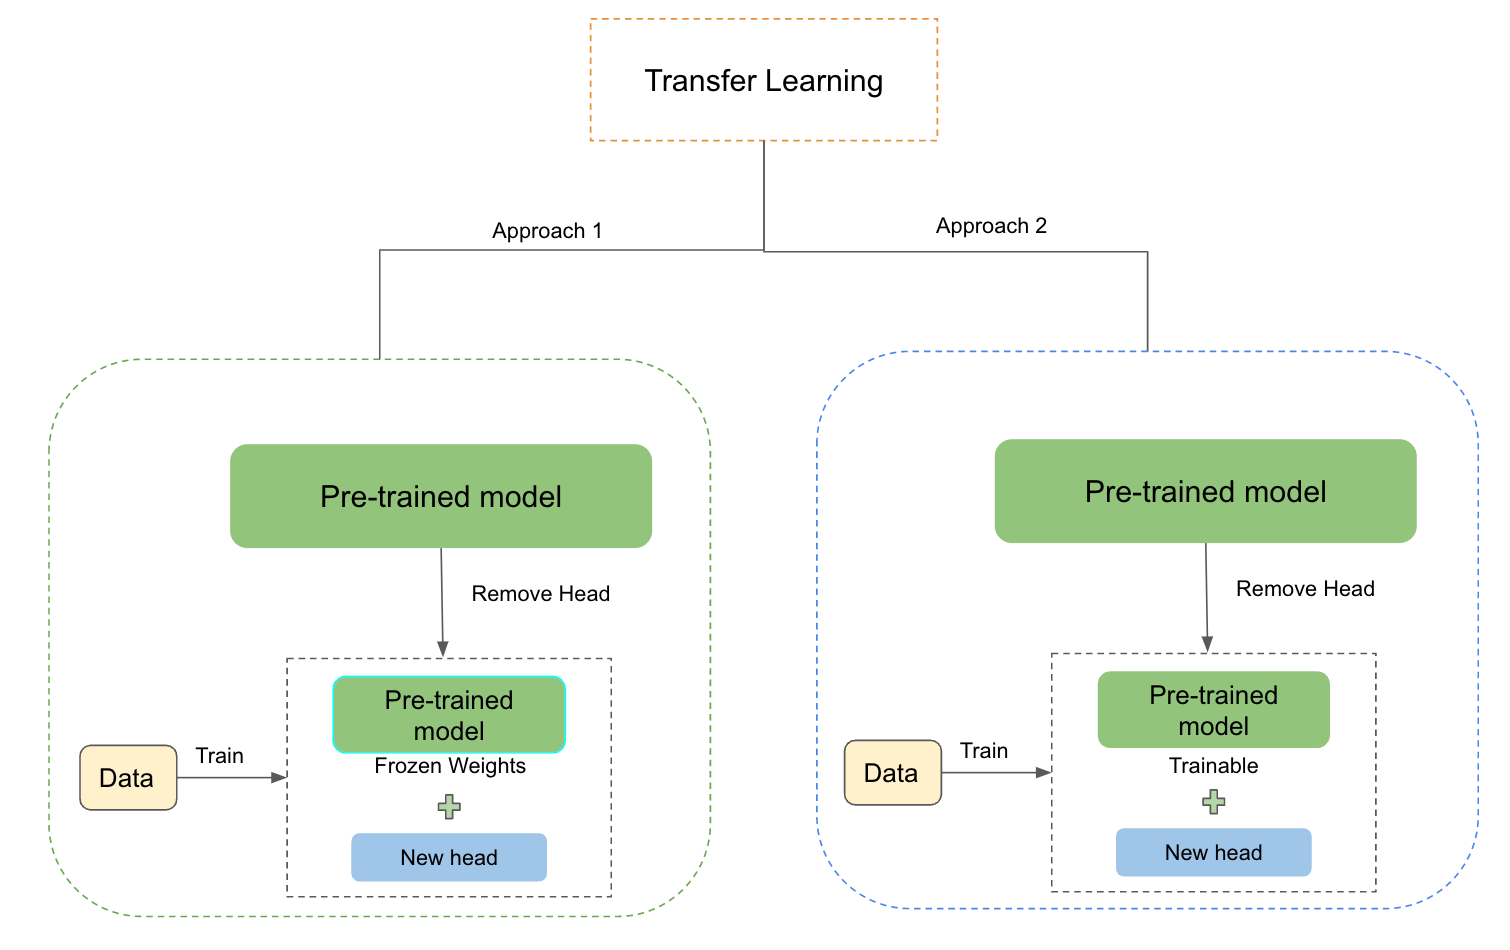 Transfer Learning
Approach 1
Approach 2
Pre-trained model
Remove Head
Data
Train
Pre-trained
model
Frozen Weights
New head
Pre-trained model
Remove Head
Data
Train
Pre-trained
model
Trainable
New head